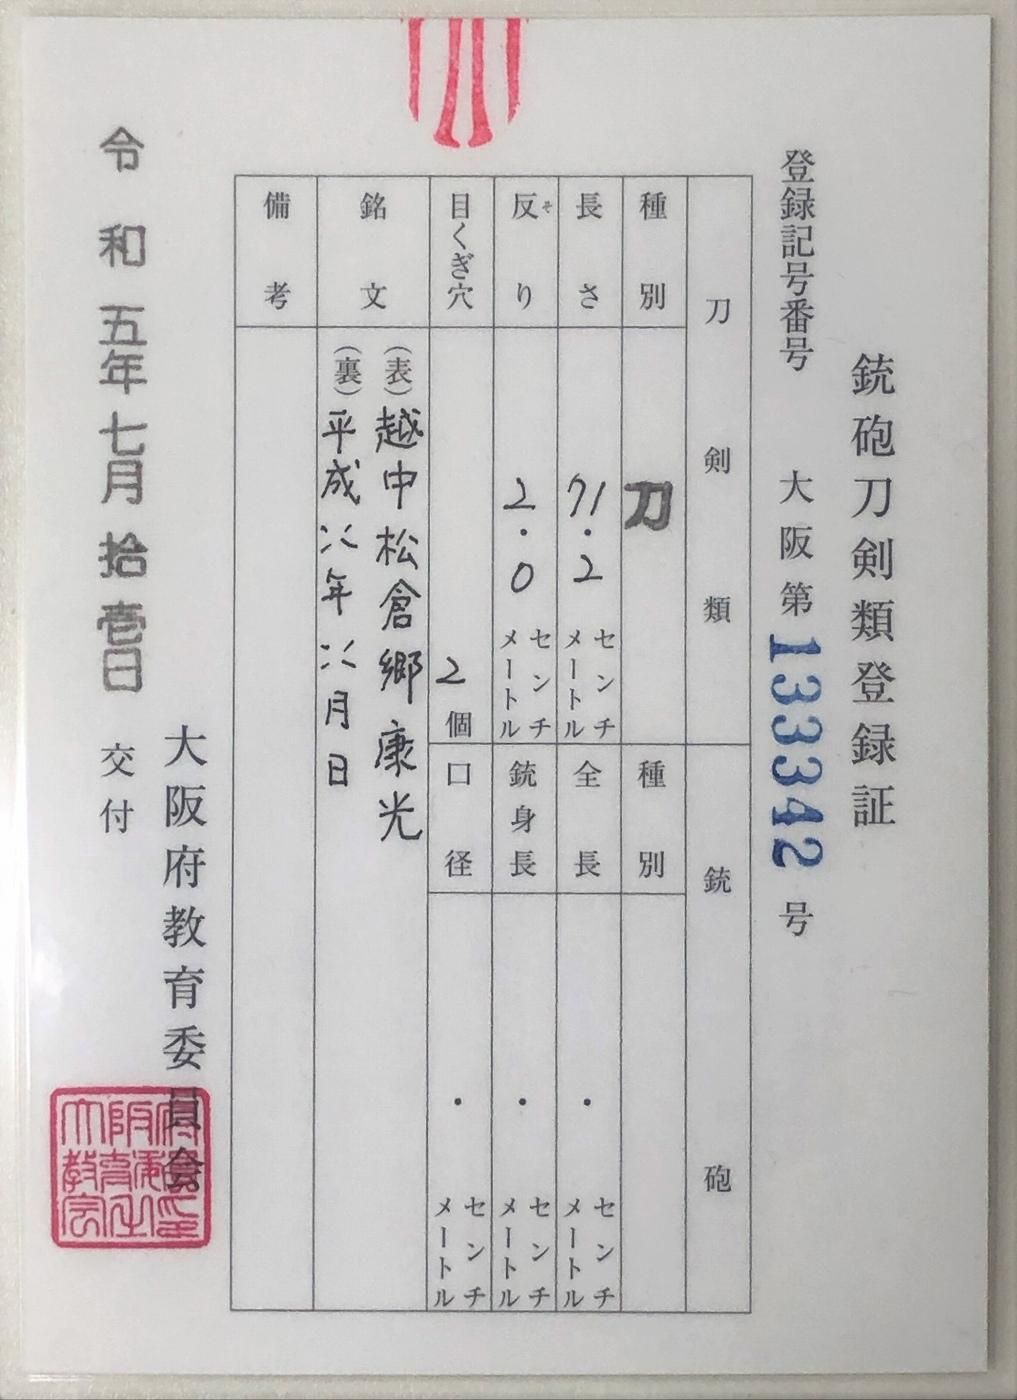 銃砲刀剣類登録証
登録記号番号 大阪第133342号
刀剣類
種別 刀
長さ 71.2 センチメートル
反り 2.0 センチメートル
そ
目くぎ穴 2個
銘文
(表)越中松倉郷康光
(裏)平成二八年二八月日
備考
銃砲
種別
全長 ・ センチメートル
銃身長 ・ センチメートル
口径 ・ センチメートル
令和五年七月拾壱日 交付
大阪府教育委員会